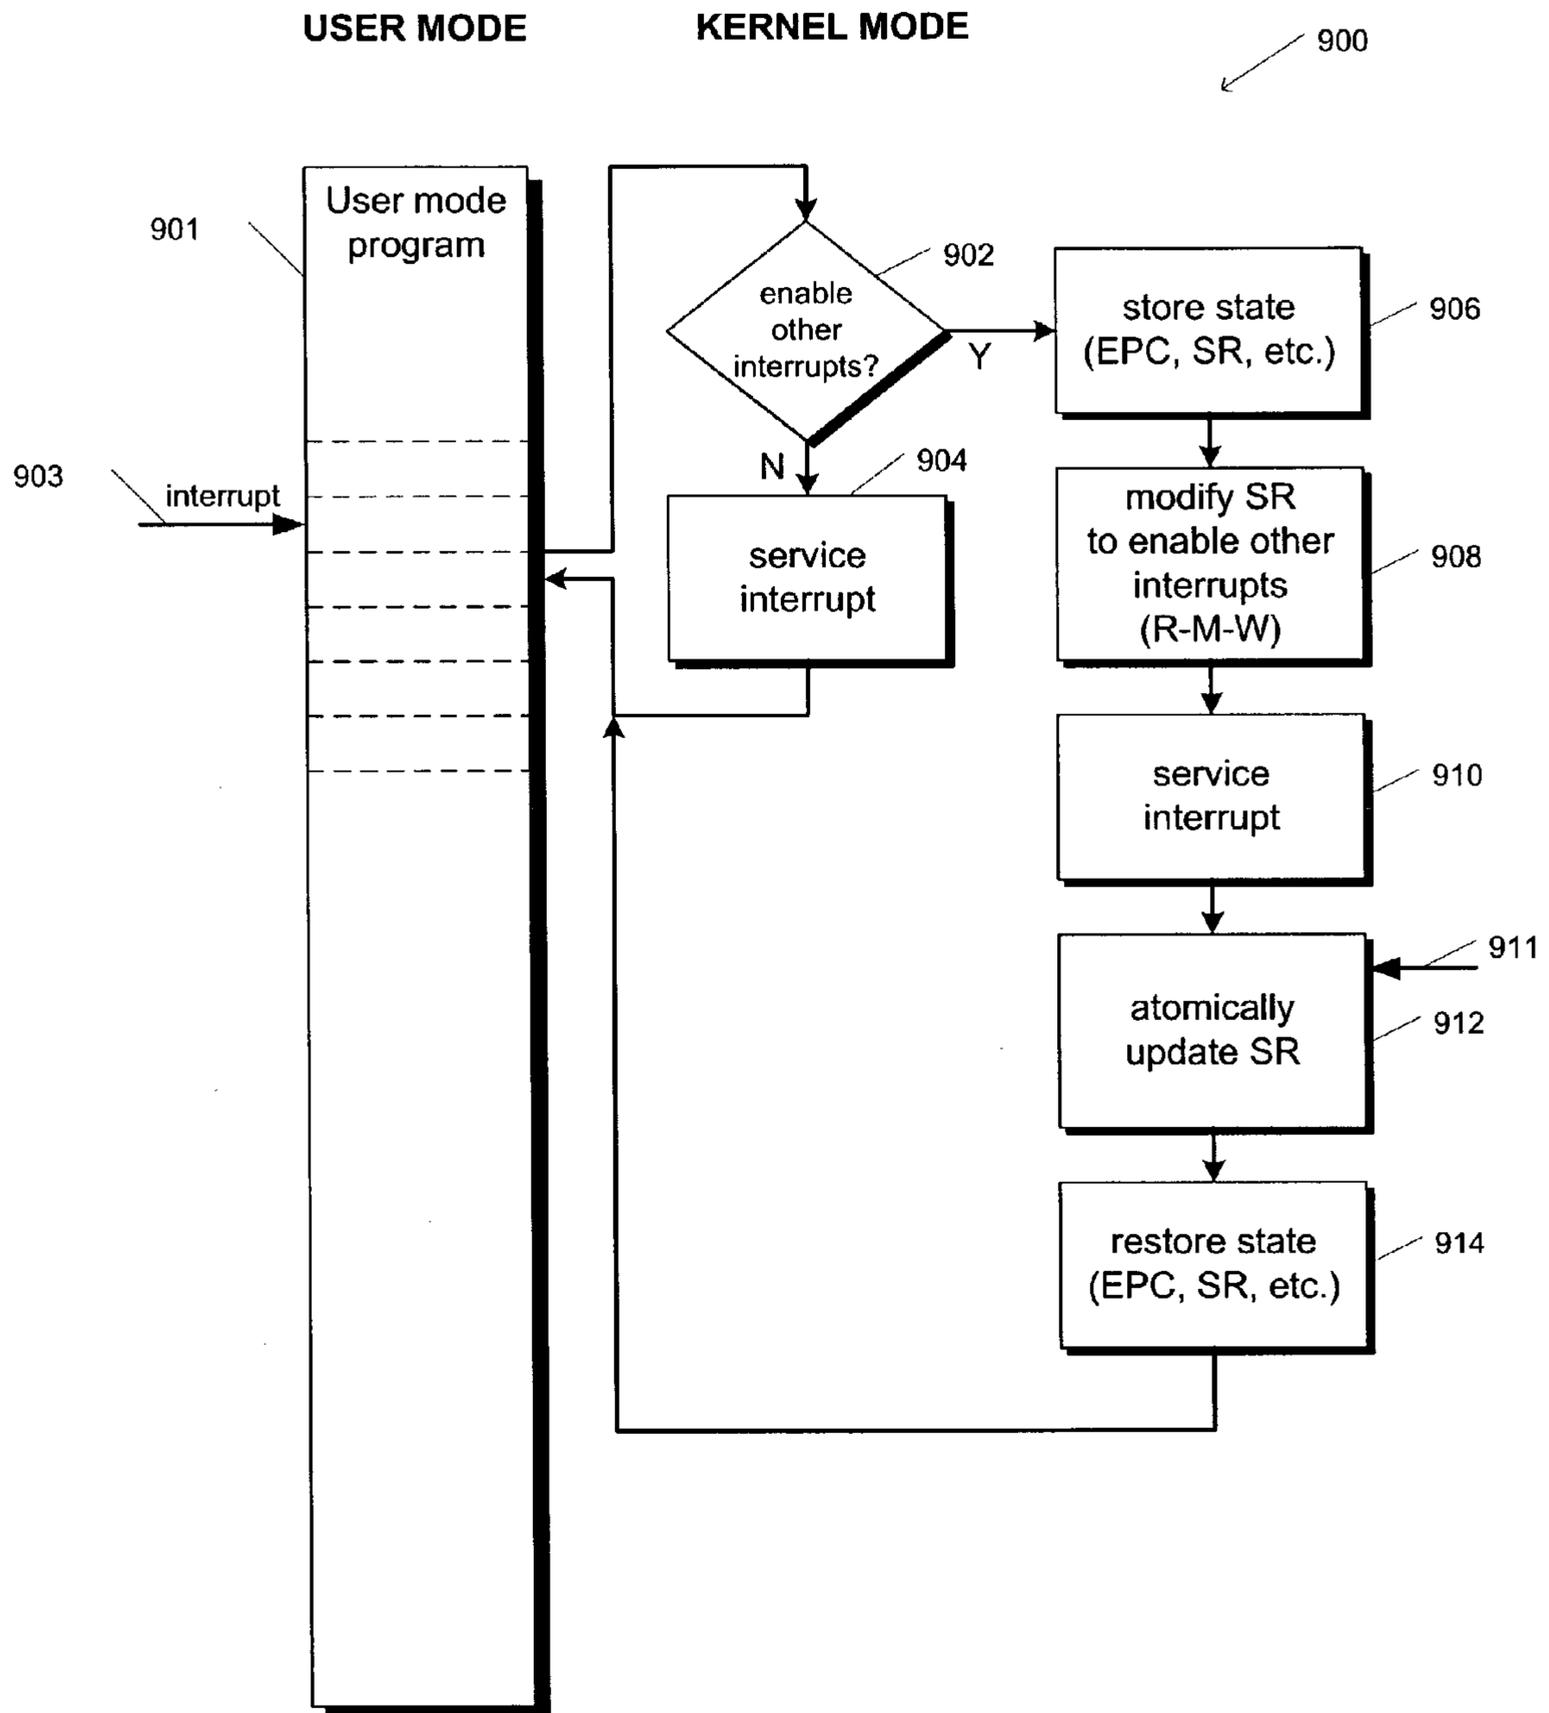 USER MODE
KERNEL MODE
900
User mode
program
901
902
enable
other
interrupts?
Y
N
store state
(EPC, SR, etc.)
906
903
interrupt
904
service
interrupt
modify SR
to enable other
interrupts
(R-M-W)
908
service
interrupt
910
911
atomically
update SR
912
restore state
(EPC, SR, etc.)
914